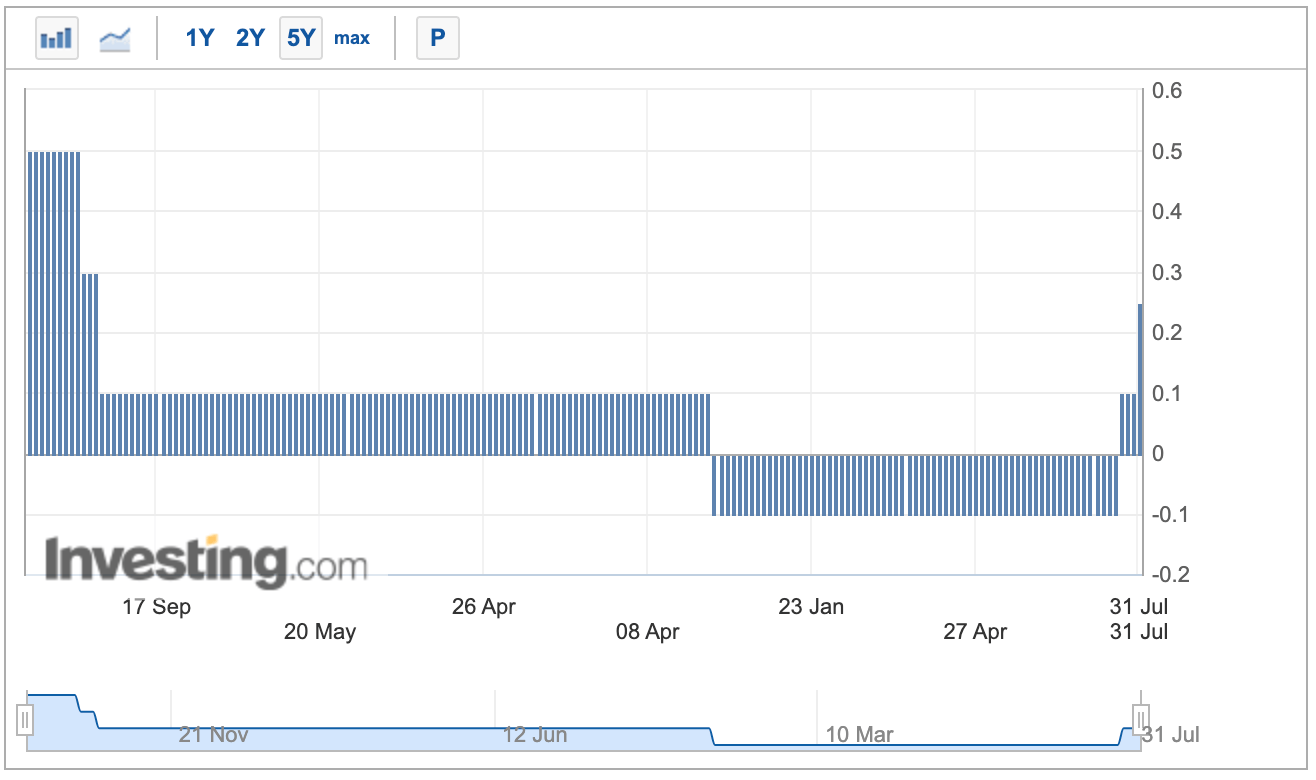 1Y 2Y 5Y max P
0.6
0.5
0.4
0.3
0.2
0.1
0
-0.1
-0.2
Investing.com
17 Sep 26 Apr 23 Jan 31 Jul
20 May 08 Apr 27 Apr 31 Jul
21 Nov 12 Jun 10 Mar 31 Jul